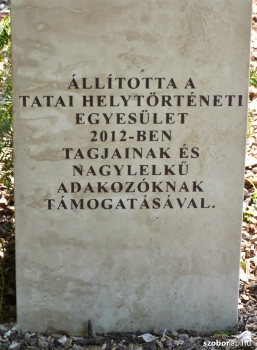 ÁLLÍTOTTA A
TATAI HELYTÖRTÉNETI
EGYESÜLET
2012-BEN
TAGJAINAK ÉS
NAGYLELKŰ
ADAKOZÓKNAK
TÁMOGATÁSÁVAL.
szoborlap.hu